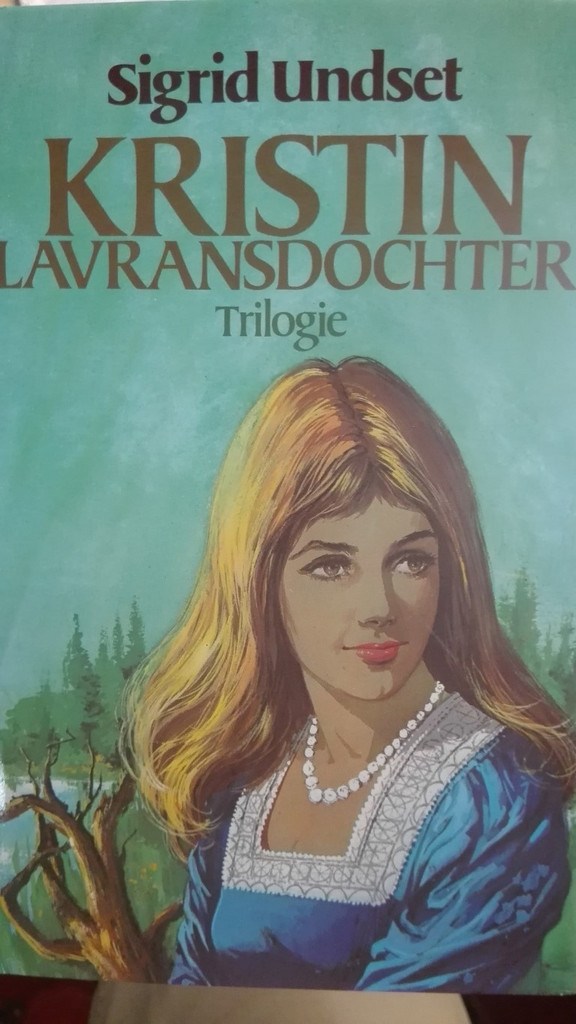 Sigrid Undset
KRISTIN
LAVRANSDOCHTER
Trilogie